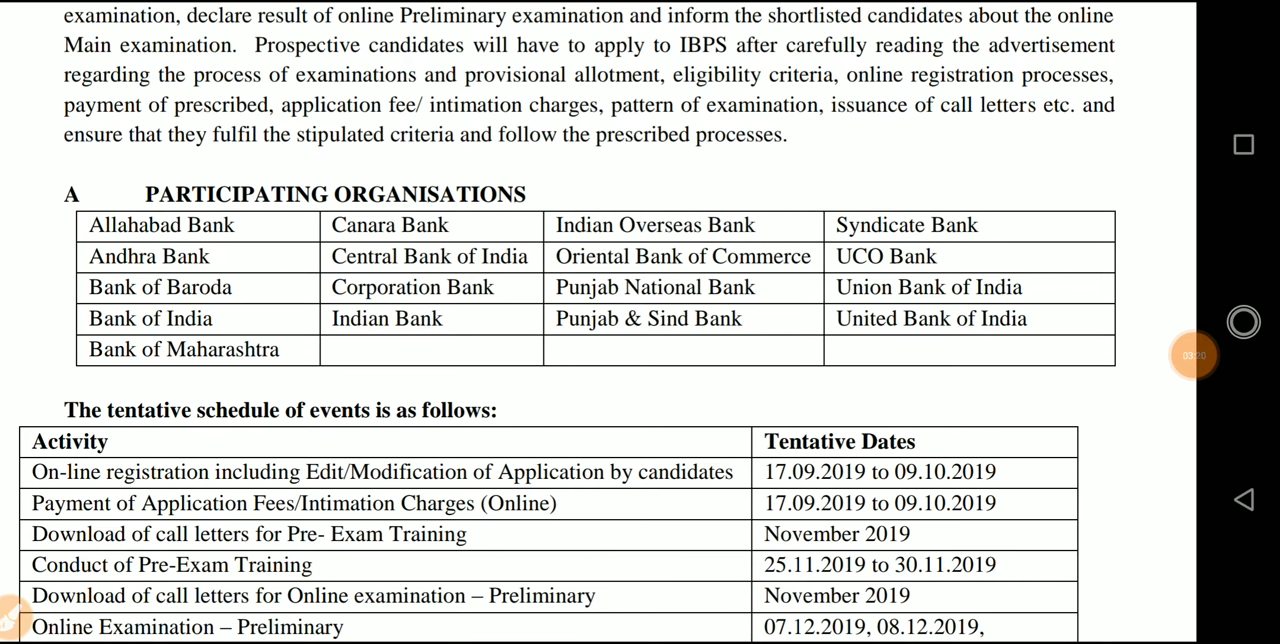 examination, declare result of online Preliminary examination and inform the shortlisted candidates about the online
Main examination. Prospective candidates will have to apply to IBPS after carefully reading the advertisement
regarding the process of examinations and provisional allotment, eligibility criteria, online registration processes,
payment of prescribed, application fee/ intimation charges, pattern of examination, issuance of call letters etc. and
ensure that they fulfil the stipulated criteria and follow the prescribed processes.
A PARTICIPATING ORGANISATIONS
Allahabad Bank Canara Bank Indian Overseas Bank Syndicate Bank
Andhra Bank Central Bank of India Oriental Bank of Commerce UCO Bank
Bank of Baroda Corporation Bank Punjab National Bank Union Bank of India
Bank of India Indian Bank Punjab & Sind Bank United Bank of India
Bank of Maharashtra
03:20
The tentative schedule of events is as follows:
Activity Tentative Dates
On-line registration including Edit/Modification of Application by candidates 17.09.2019 to 09.10.2019
Payment of Application Fees/Intimation Charges (Online) 17.09.2019 to 09.10.2019
Download of call letters for Pre- Exam Training November 2019
Conduct of Pre-Exam Training 25.11.2019 to 30.11.2019
Download of call letters for Online examination – Preliminary November 2019
Online Examination – Preliminary 07.12.2019, 08.12.2019,